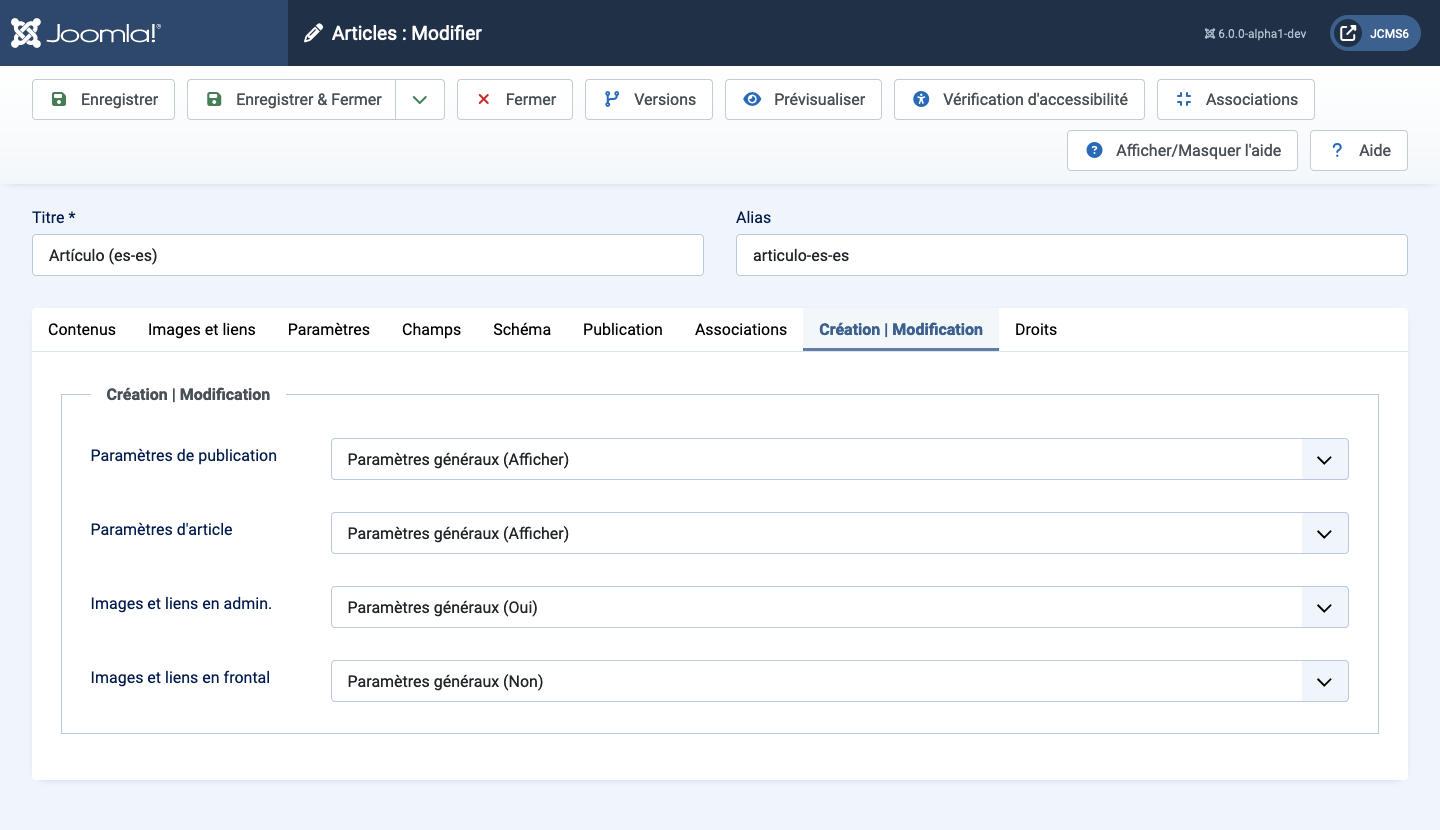 Joomla!®
Articles : Modifier
6.0.0-alpha1-dev
JCMS6
Enregistrer
Enregistrer & Fermer
Fermer
Versions
Prévisualiser
Vérification d'accessibilité
Associations
Afficher/Masquer l'aide
Aide
Titre *
Alias
Artículo (es-es)
articulo-es-es
Contenus
Images et liens
Paramètres
Champs
Schéma
Publication
Associations
Création | Modification
Droits
Création | Modification
Paramètres de publication
Paramètres généraux (Afficher)
Paramètres d'article
Paramètres généraux (Afficher)
Images et liens en admin.
Paramètres généraux (Oui)
Images et liens en frontal
Paramètres généraux (Non)